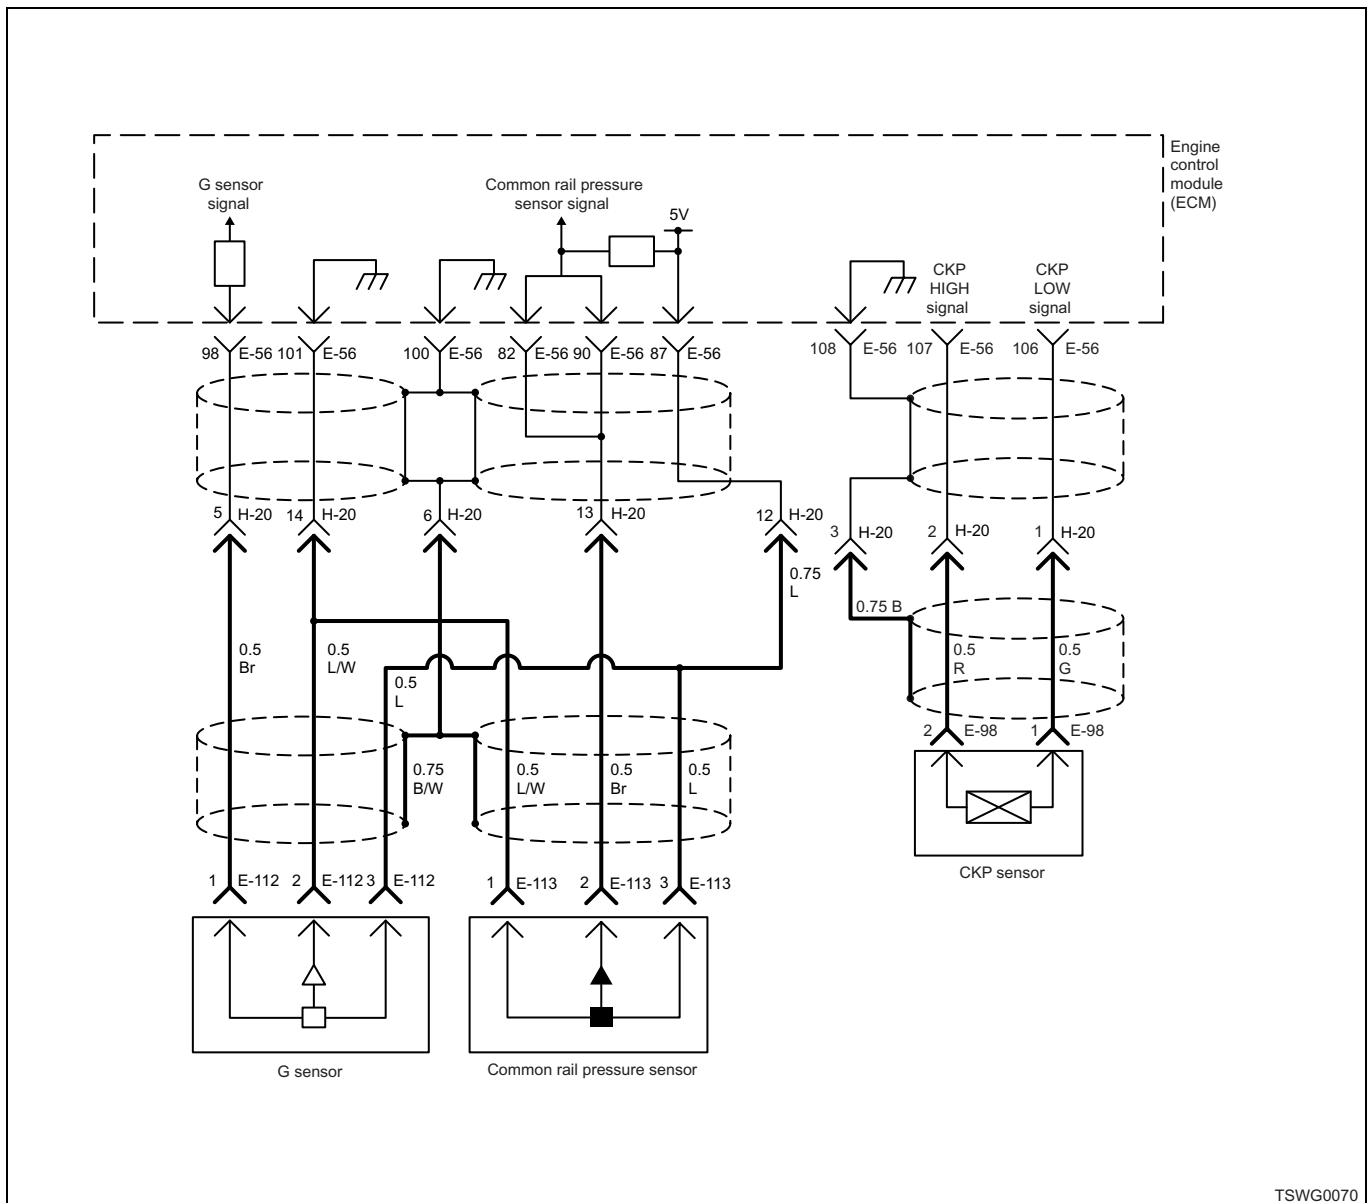 Engine
control
module
(ECM)
G sensor
signal
Common rail pressure
sensor signal
5V
CKP
HIGH
signal
CKP
LOW
signal
98 E-56 101 E-56 100 E-56 82 E-56 90 E-56 87 E-56 108 E-56 107 E-56 106 E-56
5 H-20 14 H-20 6 H-20 13 H-20 12 H-20 3 H-20 2 H-20 1 H-20
0.75
L
0.75 B
0.5
Br
0.5
L/W
0.5
L
0.5
R
0.5
G
0.75
B/W
0.5
L/W
0.5
Br
0.5
L
2 E-98 1 E-98
CKP sensor
1 E-112 2 E-112 3 E-112 1 E-113 2 E-113 3 E-113
G sensor
Common rail pressure sensor
TSWG0070